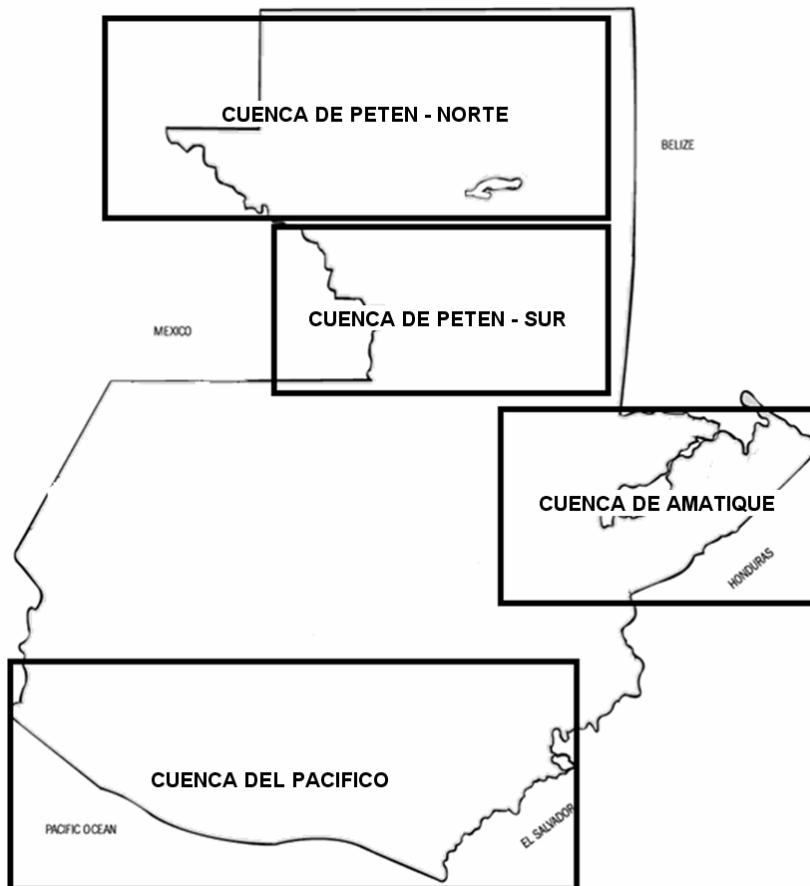 CUENCA DE PETEN - NORTE
BELIZE
CUENCA DE PETEN - SUR
MEXICO
CUENCA DE AMATIQUE
HONDURAS
CUENCA DEL PACIFICO
PACIFIC OCEAN
EL SALVADOR